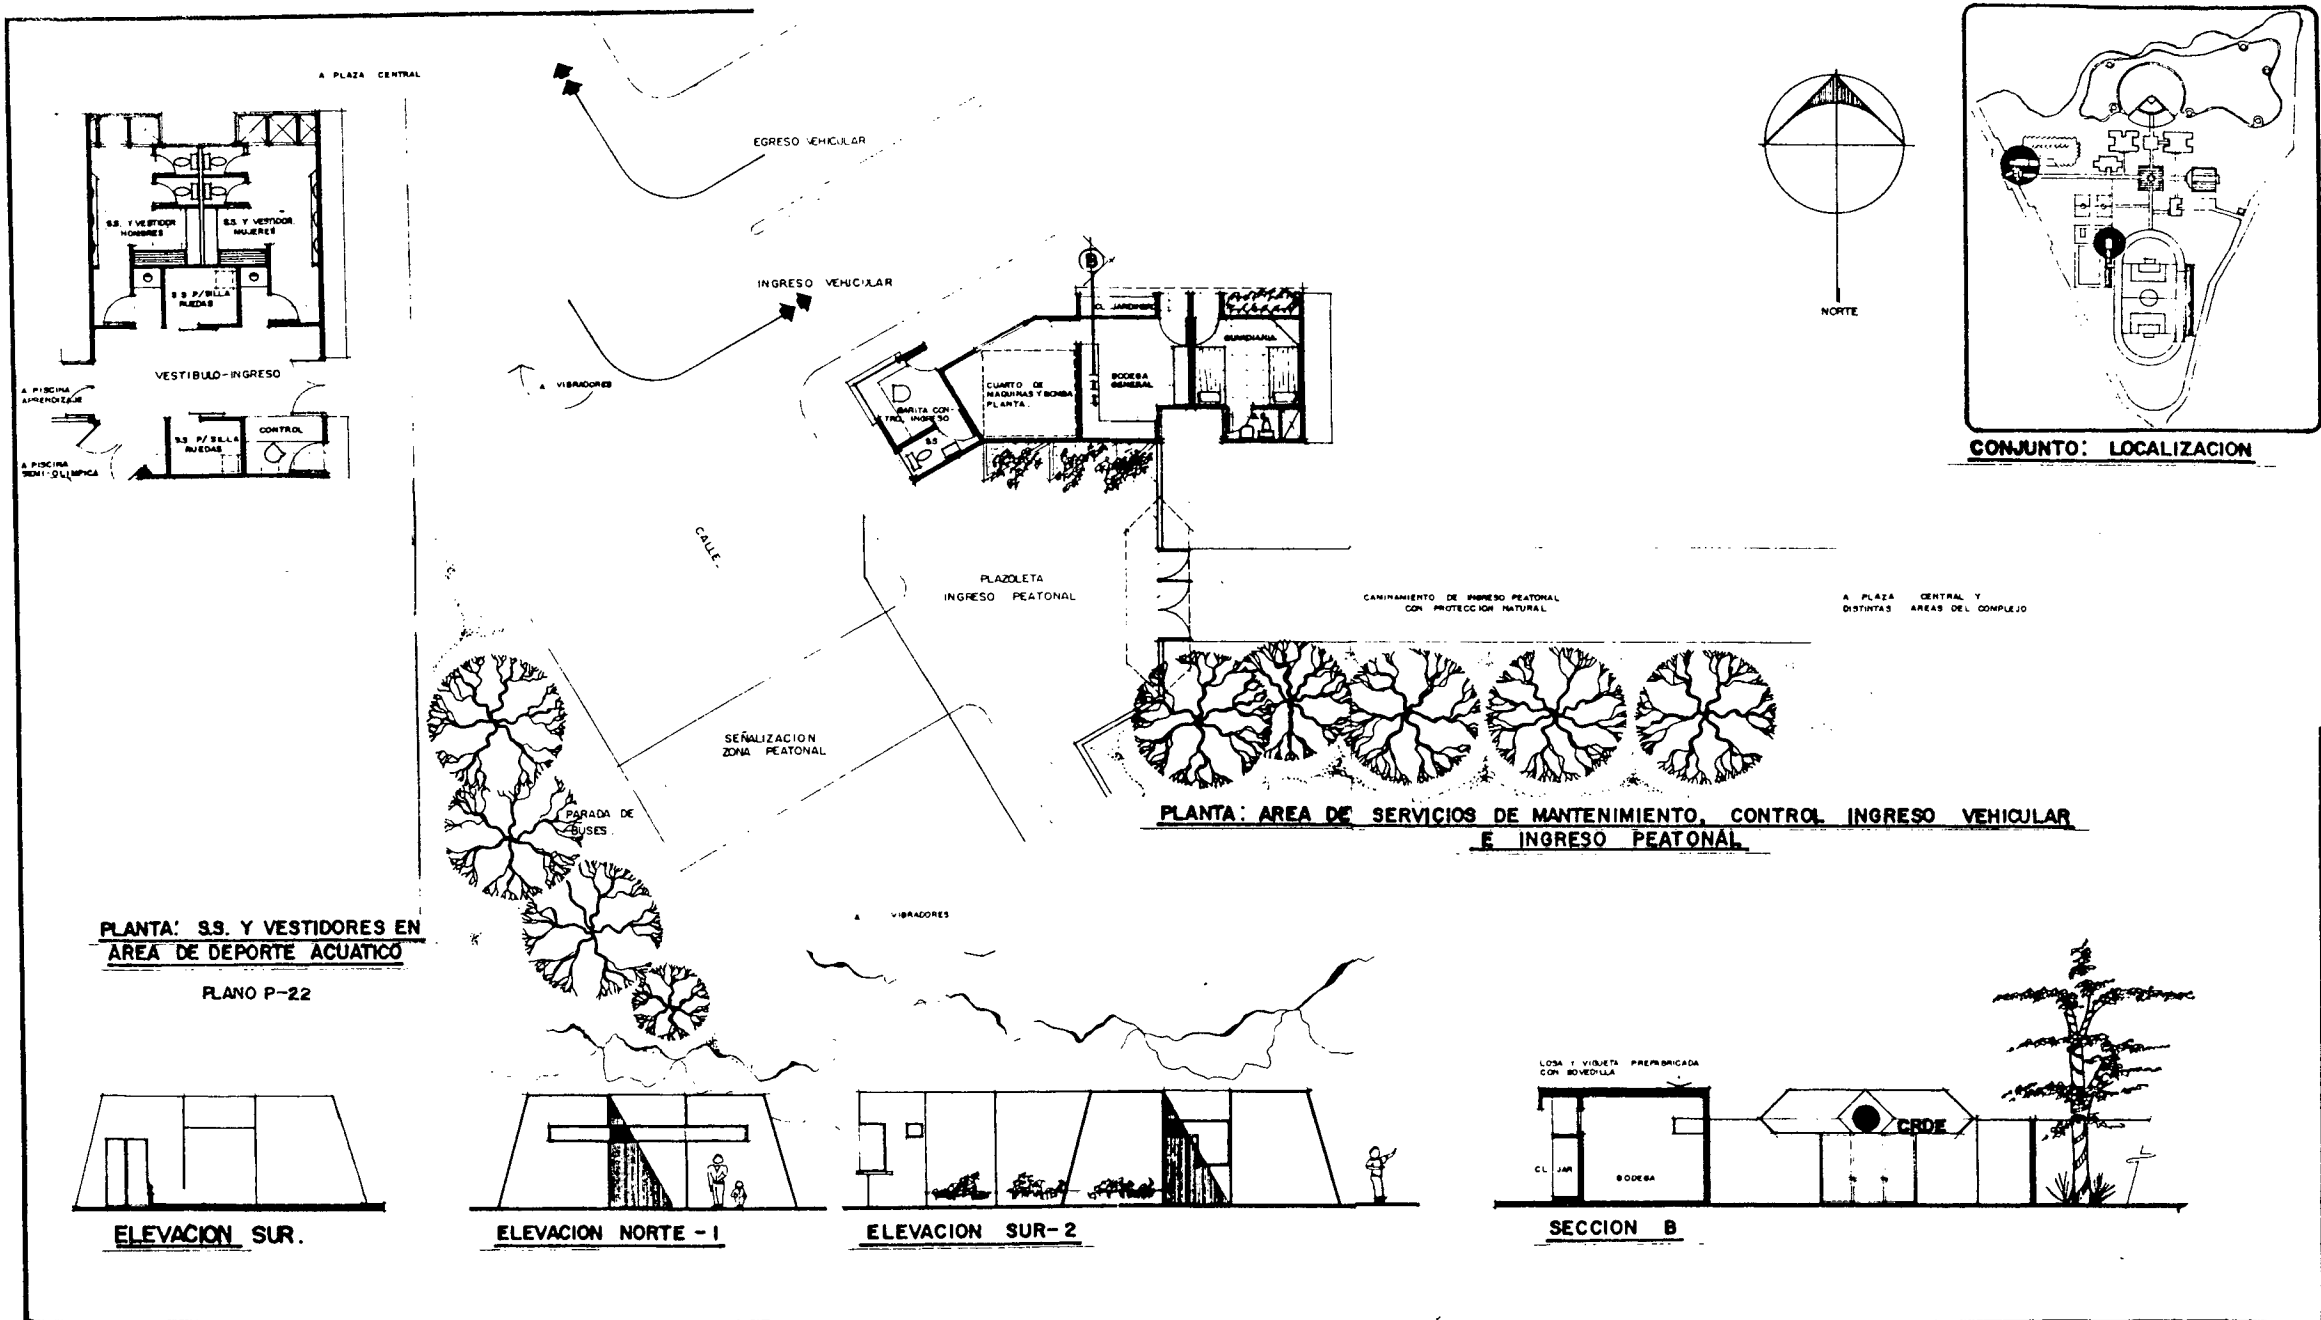 A PLAZA CENTRAL
S.S. Y VESTIDOR
HOMBRES
S.S. Y VESTIDOR
MUJERES
S.S P/SILLA
RUEDAS
VESTIBULO-INGRESO
A PISCINA
APRENDIZAJE
S.S P/ SILLA
RUEDAS
CONTROL
A PISCINA
SEMI-OLIMPICA
EGRESO VEHICULAR
INGRESO VEHICULAR
A VIBRADORES
B
CL. JARDINERO
GUARDIANIA
CUARTO DE
MAQUINAS Y BOMBA
PLANTA.
BODEGA
GENERAL
GARITA CON-
TROL INGRESO
S.S
NORTE
CONJUNTO: LOCALIZACION
CALLE.
PLAZOLETA
INGRESO PEATONAL
CAMINAMIENTO DE INGRESO PEATONAL
CON PROTECCION NATURAL
A PLAZA CENTRAL Y
DISTINTAS AREAS DEL COMPLEJO
SEÑALIZACION
ZONA PEATONAL
PARADA DE
BUSES.
PLANTA: AREA DE SERVICIOS DE MANTENIMIENTO, CONTROL INGRESO VEHICULAR
E INGRESO PEATONAL
A VIBRADORES
PLANTA: S.S. Y VESTIDORES EN
AREA DE DEPORTE ACUATICO
PLANO P-22
LOSA Y VIGUETA PREFABRICADA
CON BOVEDILLA
CRDE
CL. JAR
BODEGA
ELEVACION SUR.
ELEVACION NORTE - 1
ELEVACION SUR-2
SECCION B